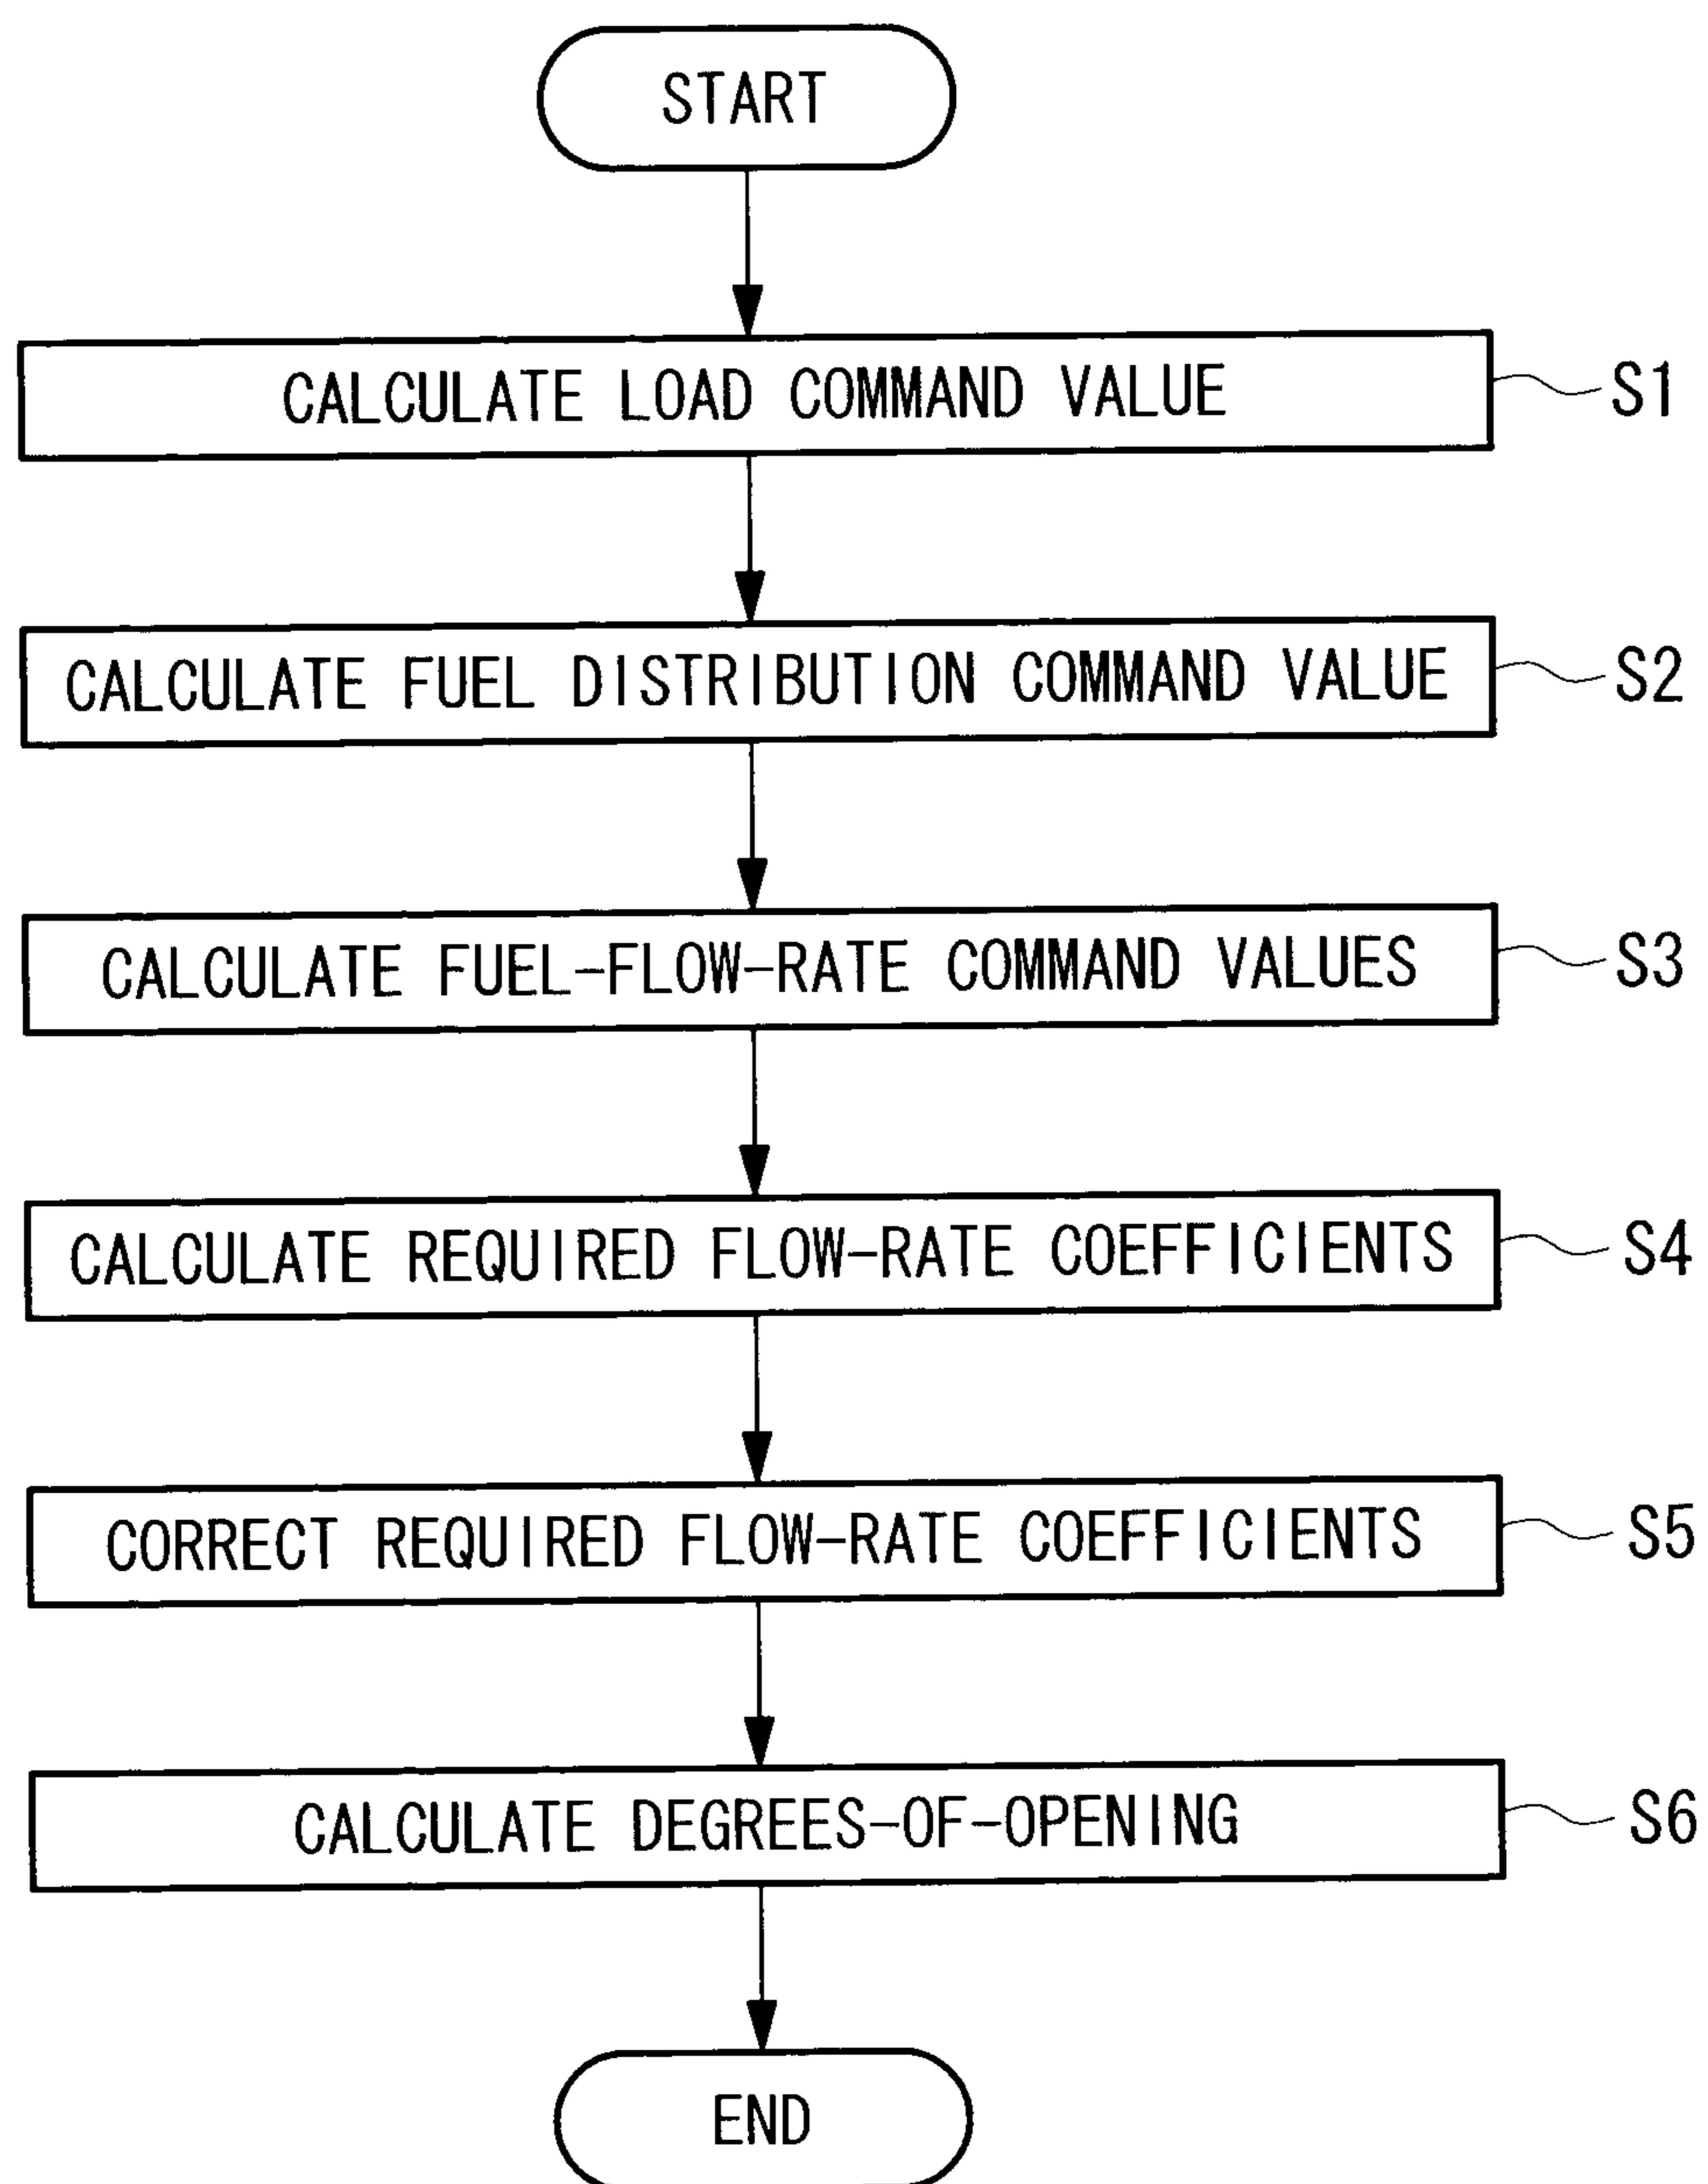 START
CALCULATE LOAD COMMAND VALUE S1
CALCULATE FUEL DISTRIBUTION COMMAND VALUE S2
CALCULATE FUEL-FLOW-RATE COMMAND VALUES S3
CALCULATE REQUIRED FLOW-RATE COEFFICIENTS S4
CORRECT REQUIRED FLOW-RATE COEFFICIENTS S5
CALCULATE DEGREES-OF-OPENING S6
END